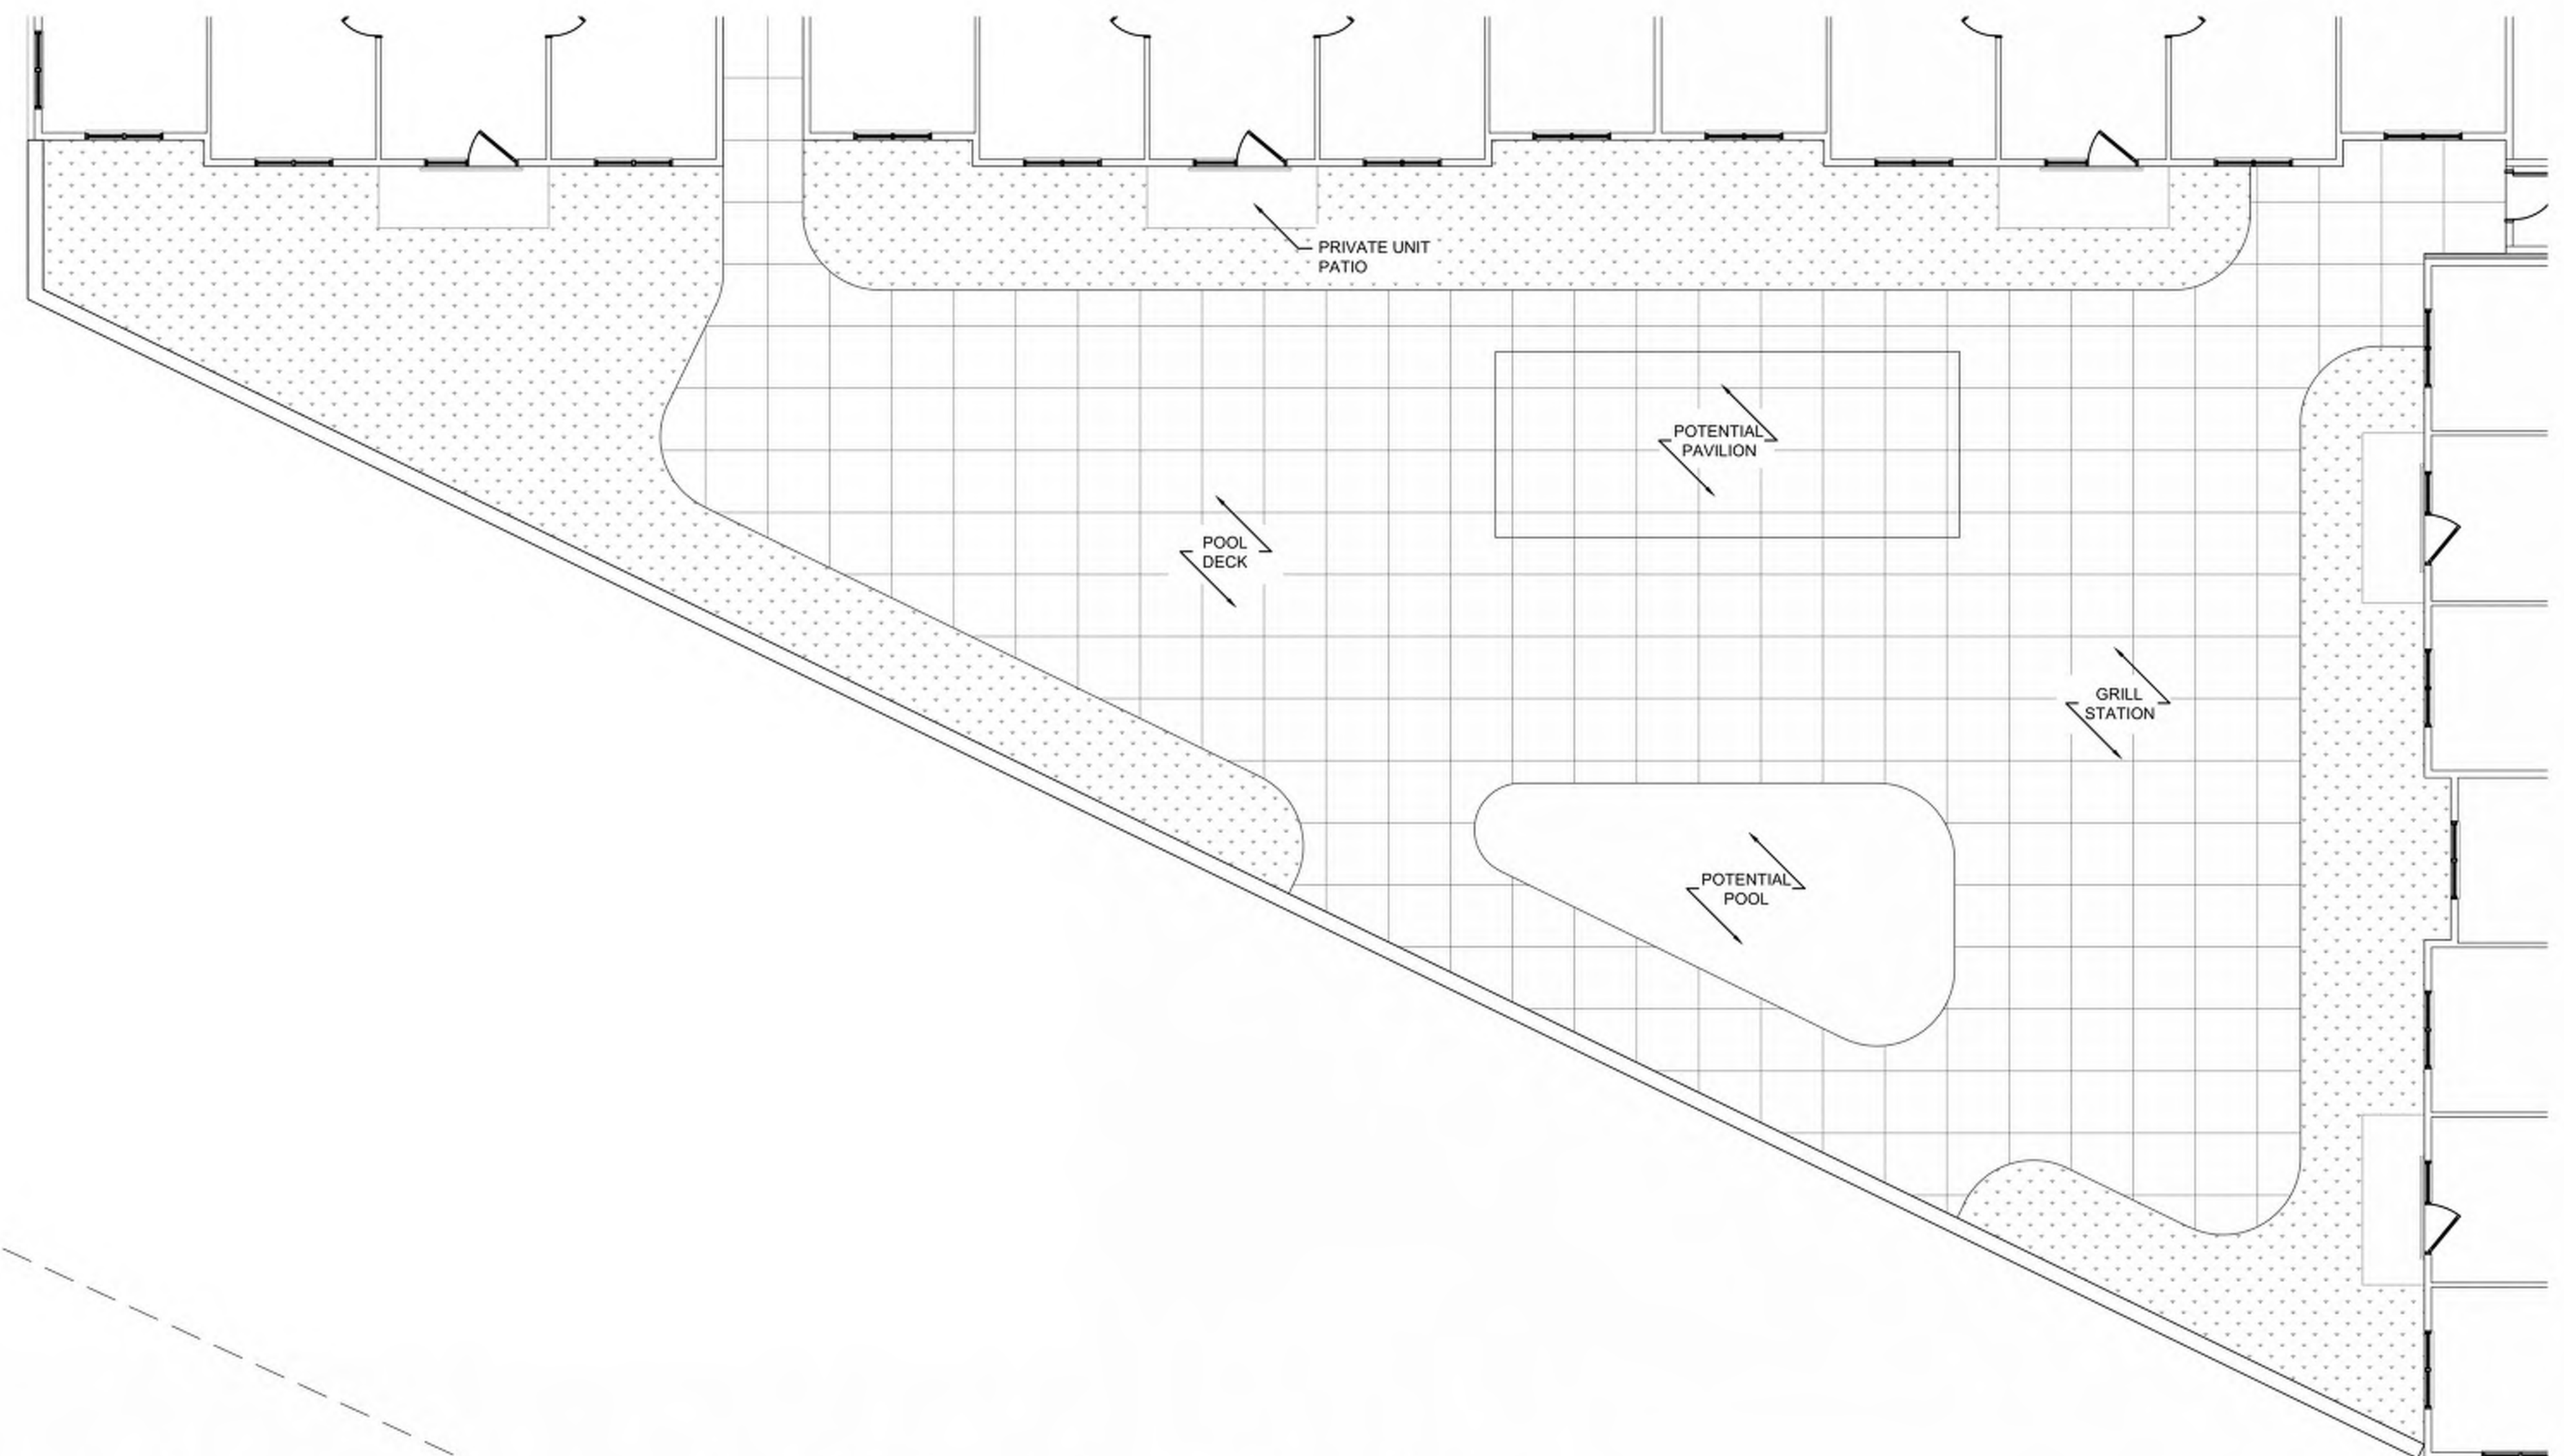 PRIVATE UNIT
PATIO
POTENTIAL
PAVILION
POOL
DECK
GRILL
STATION
POTENTIAL
POOL